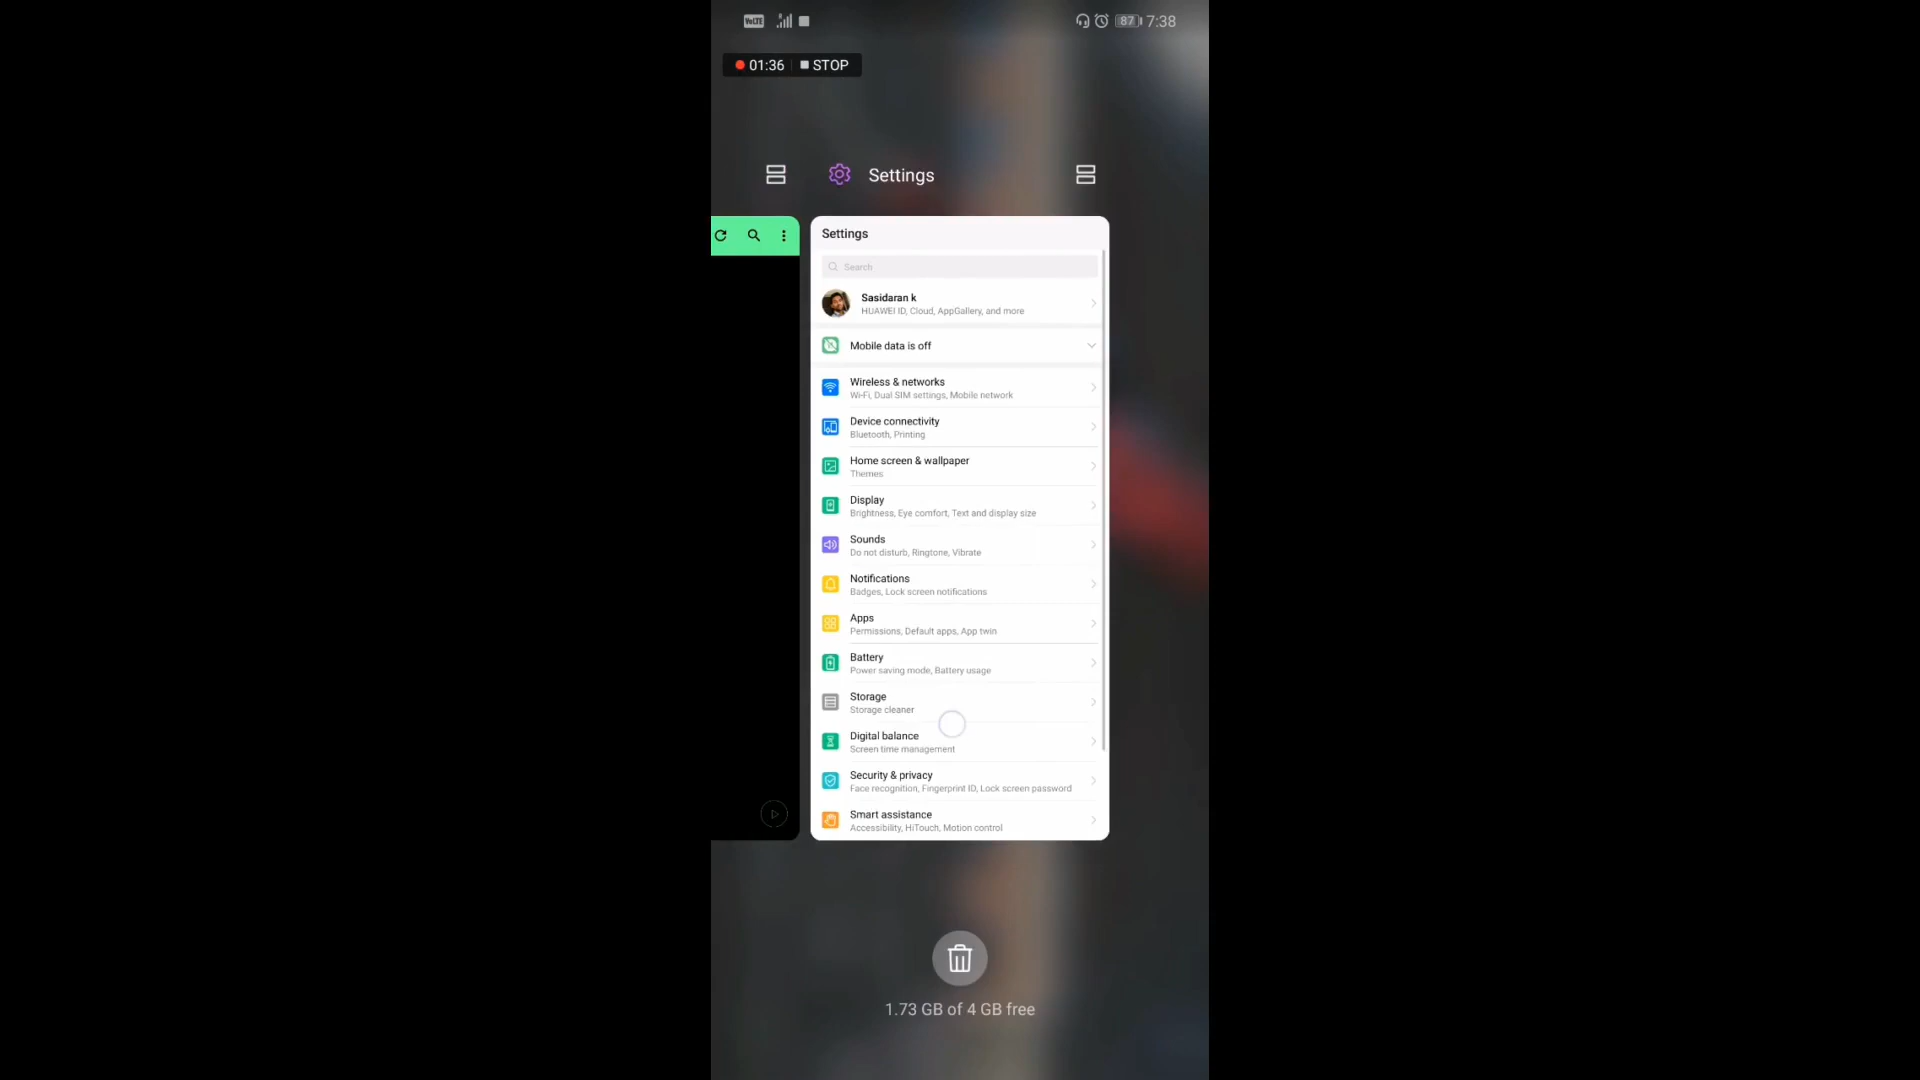 VoLTE
87 7:38
01:36 STOP
Settings
Settings
Search
Sasidaran k
HUAWEI ID, Cloud, AppGallery, and more
Mobile data is off
Wireless & networks
Wi-Fi, Dual SIM settings, Mobile network
Device connectivity
Bluetooth, Printing
Home screen & wallpaper
Themes
Display
Brightness, Eye comfort, Text and display size
Sounds
Do not disturb, Ringtone, Vibrate
Notifications
Badges, Lock screen notifications
Apps
Permissions, Default apps, App twin
Battery
Power saving mode, Battery usage
Storage
Storage cleaner
Digital balance
Screen time management
Security & privacy
Face recognition, Fingerprint ID, Lock screen password
Smart assistance
Accessibility, HiTouch, Motion control
1.73 GB of 4 GB free